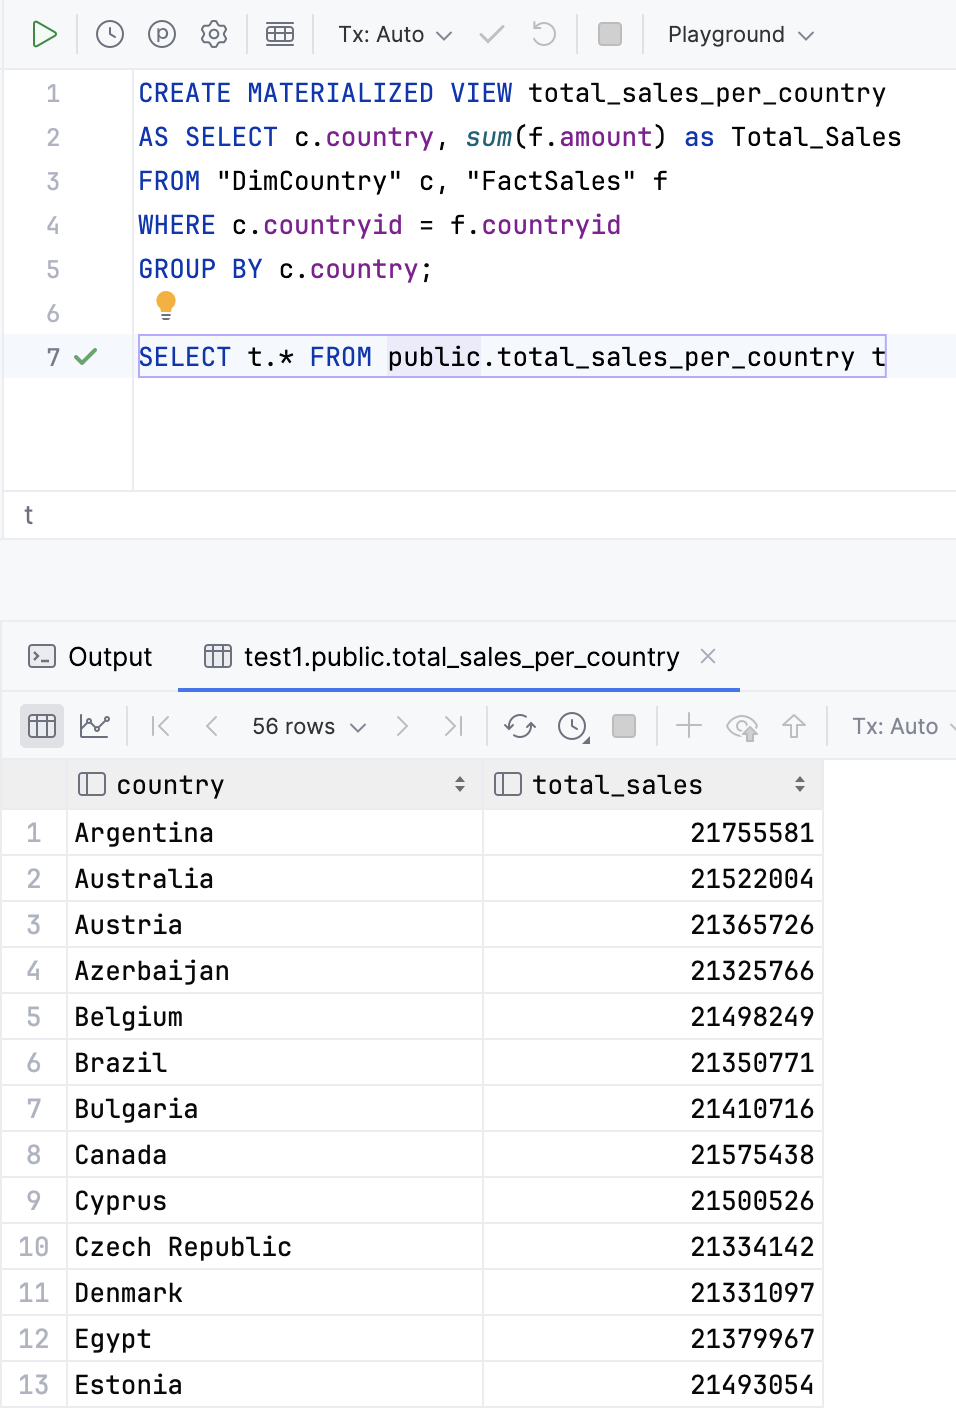 Tx: Auto Playground
1 CREATE MATERIALIZED VIEW total_sales_per_country
2 AS SELECT c.country, sum(f.amount) as Total_Sales
3 FROM "DimCountry" c, "FactSales" f
4 WHERE c.countryid = f.countryid
5 GROUP BY c.country;
6
7 SELECT t.* FROM public.total_sales_per_country t
t
Output test1.public.total_sales_per_country
56 rows Tx: Auto
country total_sales
1 Argentina 21755581
2 Australia 21522004
3 Austria 21365726
4 Azerbaijan 21325766
5 Belgium 21498249
6 Brazil 21350771
7 Bulgaria 21410716
8 Canada 21575438
9 Cyprus 21500526
10 Czech Republic 21334142
11 Denmark 21331097
12 Egypt 21379967
13 Estonia 21493054